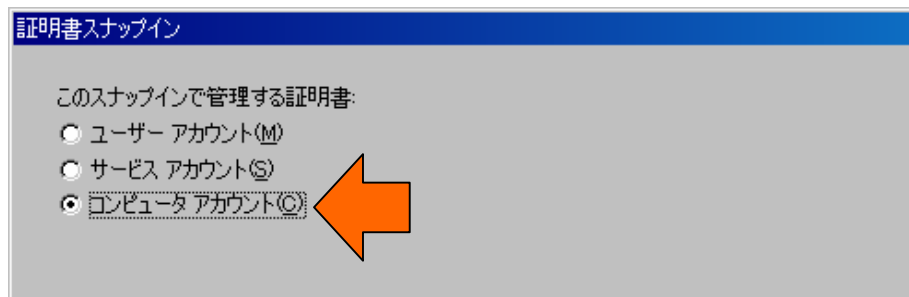 証明書スナップイン
このスナップインで管理する証明書:
ユーザー アカウント(M)
サービス アカウント(S)
コンピュータ アカウント(C)